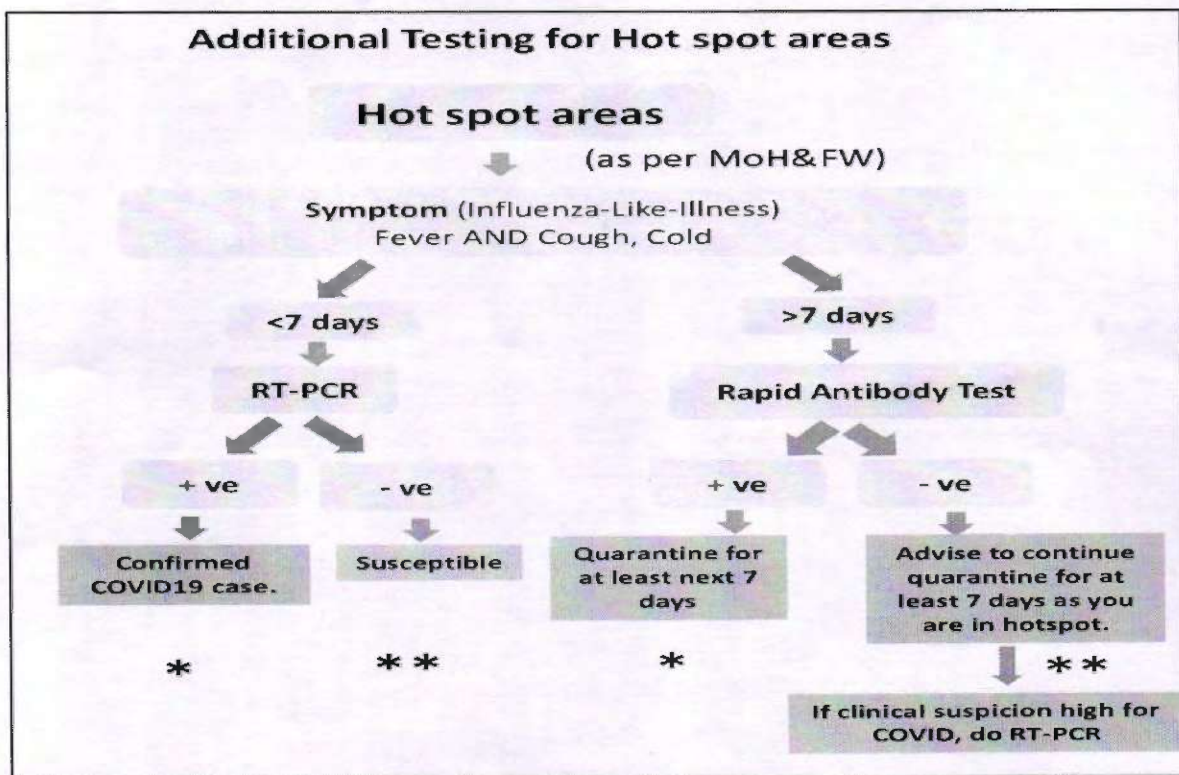 Additional Testing for Hot spot areas
Hot spot areas
(as per MoH&FW)
Symptom (Influenza-Like-Illness)
Fever AND Cough, Cold
<7 days
>7 days
RT-PCR
Rapid Antibody Test
+ ve
- ve
+ ve
- ve
Confirmed
COVID19 case.
Susceptible
Quarantine for
at least next 7
days
Advise to continue
quarantine for at
least 7 days as you
are in hotspot.
*
* *
*
* *
If clinical suspicion high for
COVID, do RT-PCR